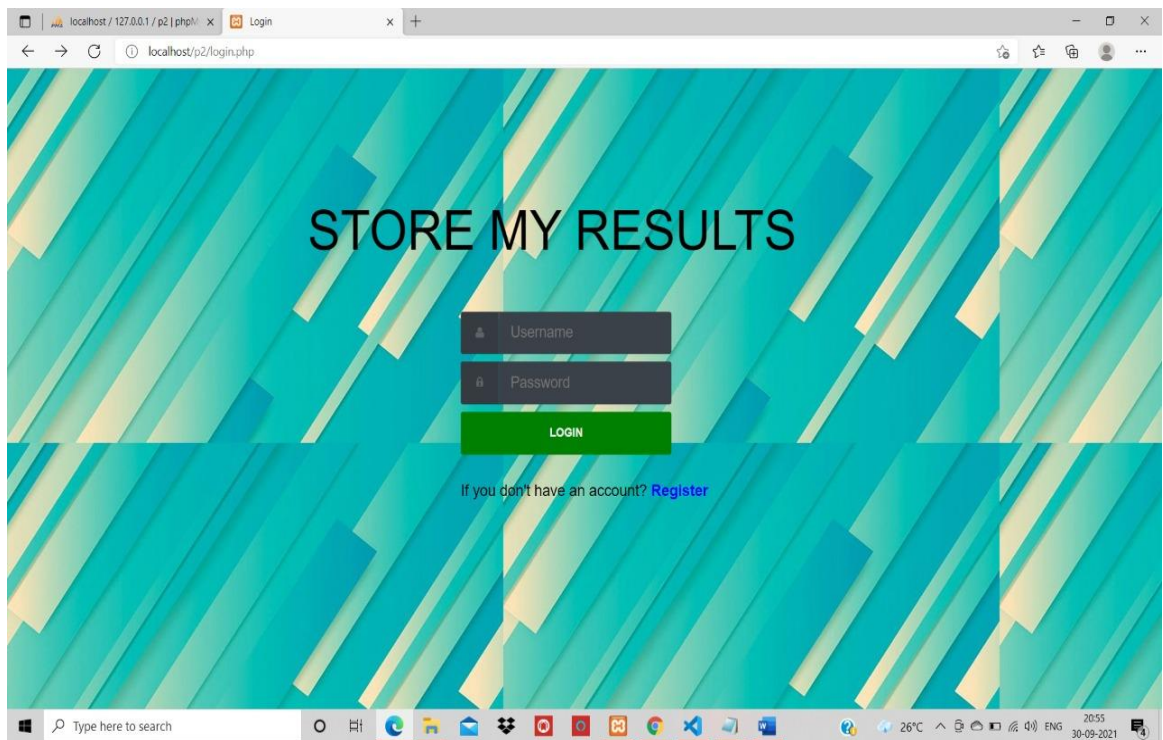 localhost / 127.0.0.1 / p2 | phpM
Login
localhost/p2/login.php
STORE MY RESULTS
Username
Password
LOGIN
If you don't have an account? Register
Type here to search
26°C
ENG
20:55
30-09-2021
4